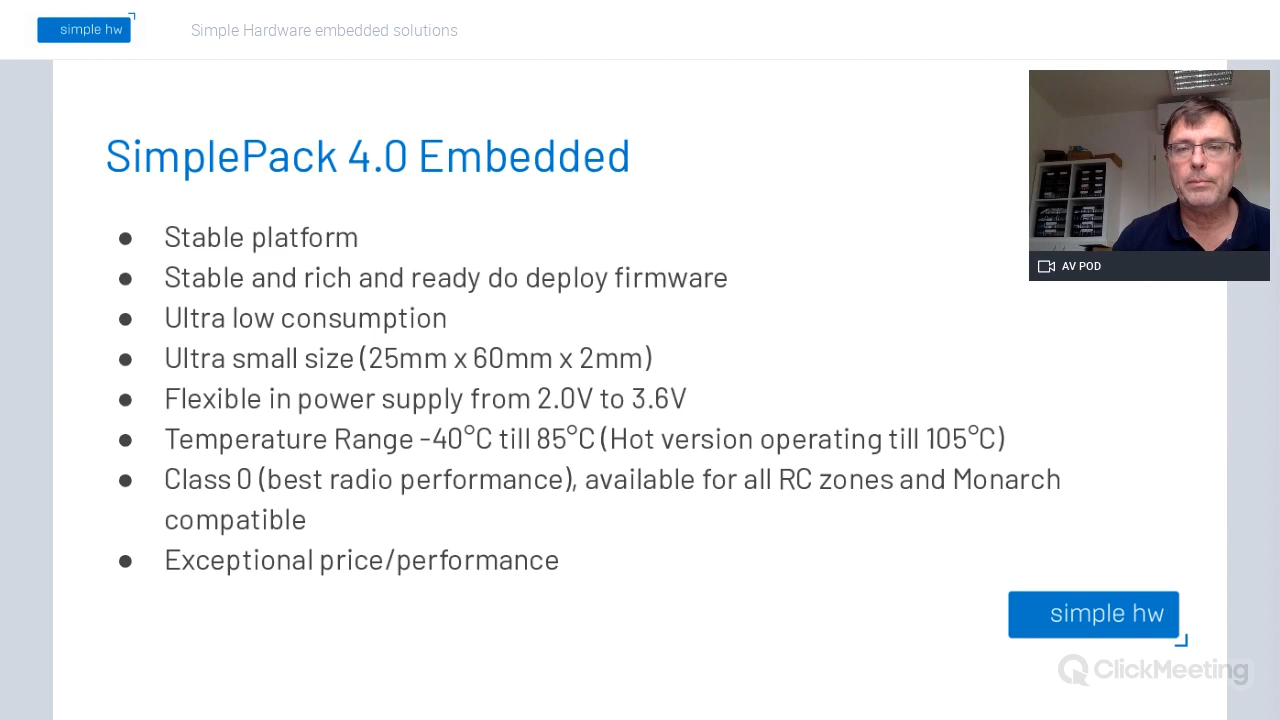 simple hw
Simple Hardware embedded solutions
SimplePack 4.0 Embedded
● Stable platform
● Stable and rich and ready do deploy firmware
● Ultra low consumption
● Ultra small size (25mm x 60mm x 2mm)
● Flexible in power supply from 2.0V to 3.6V
● Temperature Range -40°C till 85°C (Hot version operating till 105°C)
● Class 0 (best radio performance), available for all RC zones and Monarch
compatible
● Exceptional price/performance
AV POD
simple hw
ClickMeeting